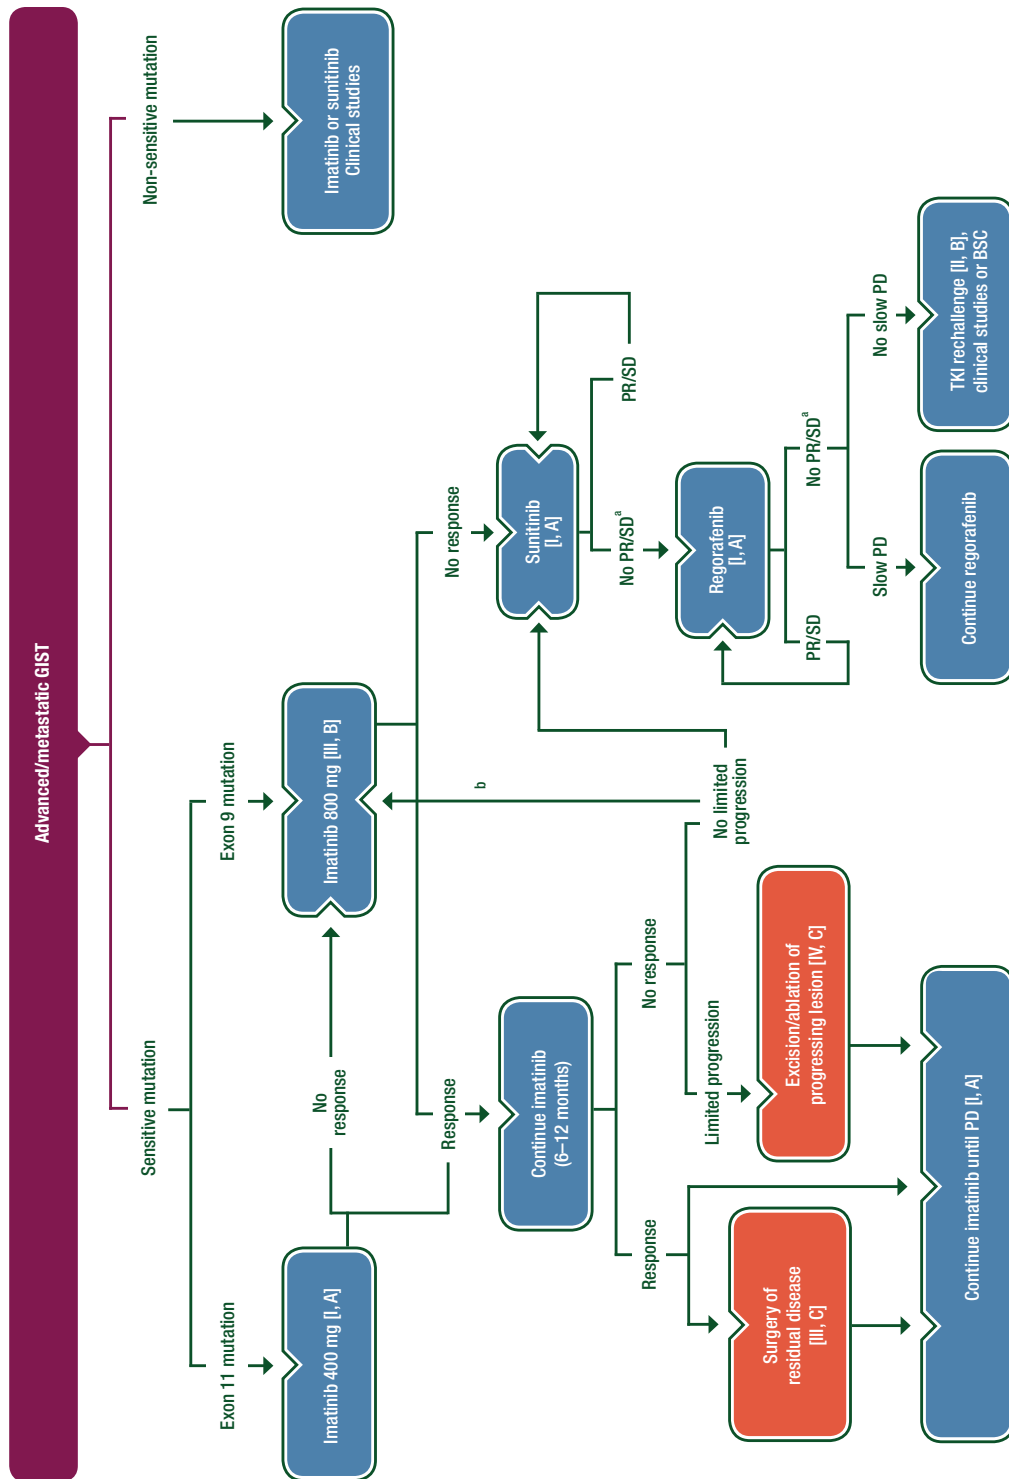 Advanced/metastatic GIST
Sensitive mutation
Non-sensitive mutation
Exon 11 mutation
Exon 9 mutation
Imatinib 400 mg [I, A]
Imatinib 800 mg [III, B]
Imatinib or sunitinib
Clinical studies
No
response
Response
No response
Continue imatinib
(6–12 months)
Sunitinib
[I, A]
Response
No response
No PR/SDa
PR/SD
Limited progression
No limited
progression
b
Regorafenib
[I, A]
Surgery of
residual disease
[III, C]
Excision/ablation of
progressing lesion [IV, C]
PR/SD
No PR/SDa
Slow PD
No slow PD
Continue imatinib until PD [I, A]
Continue regorafenib
TKI rechallenge [II, B],
clinical studies or BSC